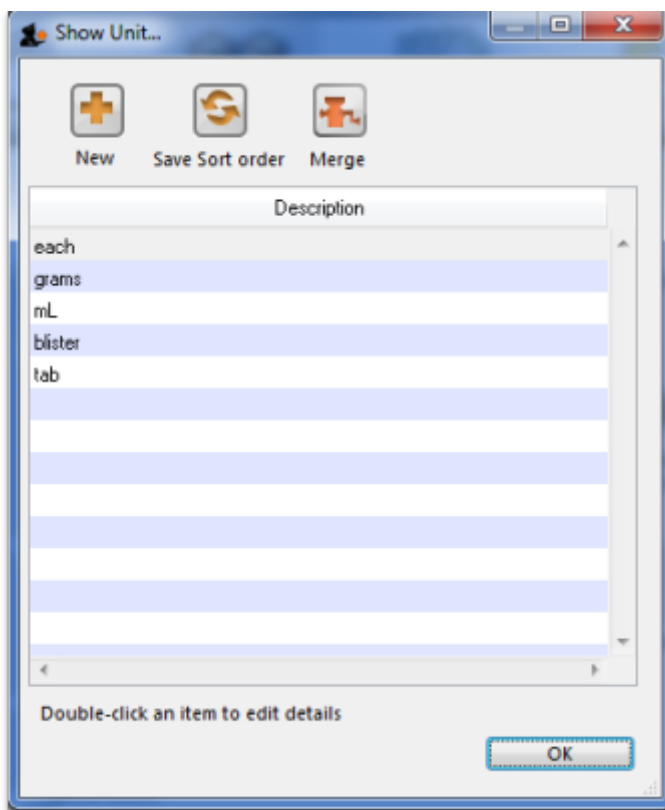 Show Unit...
New Save Sort order Merge
Description
each
grams
mL
blister
tab
Double-click an item to edit details
OK